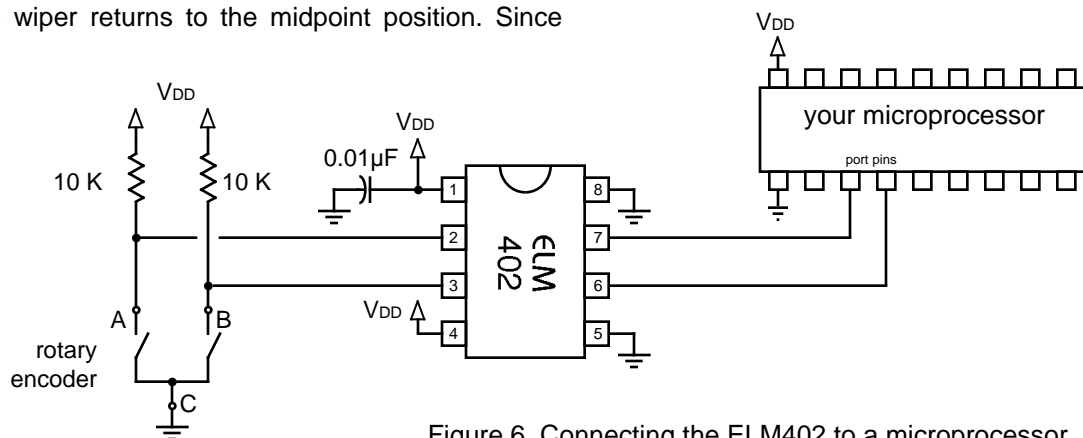 wiper returns to the midpoint position. Since
VDD
VDD
VDD
your microprocessor
0.01µF
port pins
10 K
10 K
1
8
2
7
ELM
402
3
6
VDD
4
5
A
B
rotary
encoder
C
Figure 6. Connecting the ELM402 to a microprocessor